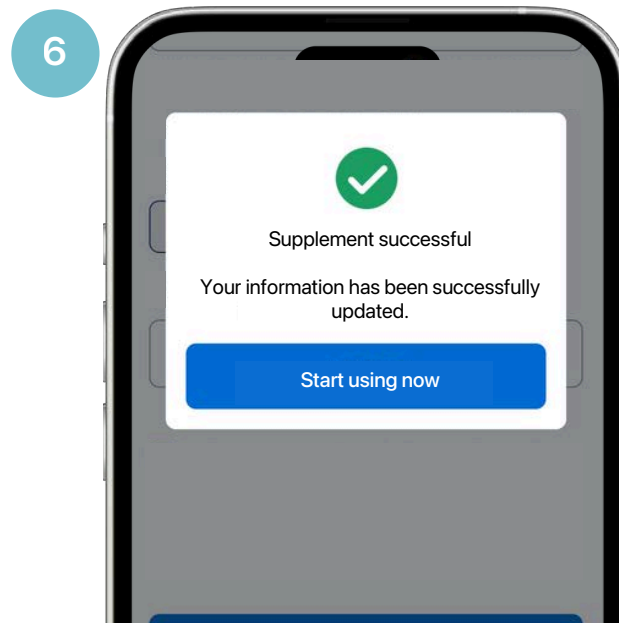 6
Supplement successful
Your information has been successfully
updated.
Start using now